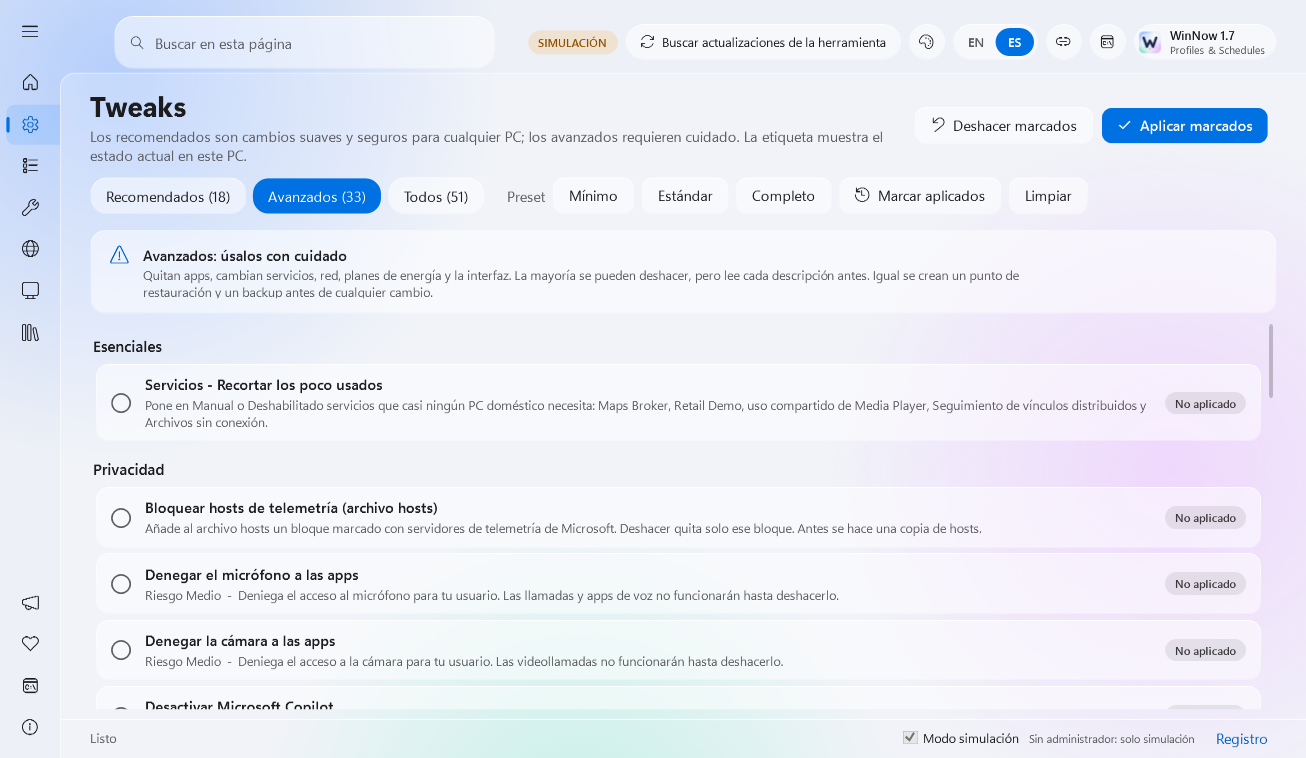 Buscar en esta página
SIMULACIÓN
Buscar actualizaciones de la herramienta
EN
ES
WinNow 1.7
Profiles & Schedules
Tweaks
Los recomendados son cambios suaves y seguros para cualquier PC; los avanzados requieren cuidado. La etiqueta muestra el
estado actual en este PC.
Deshacer marcados
Aplicar marcados
Recomendados (18)
Avanzados (33)
Todos (51)
Preset
Mínimo
Estándar
Completo
Marcar aplicados
Limpiar
Avanzados: úsalos con cuidado
Quitan apps, cambian servicios, red, planes de energía y la interfaz. La mayoría se pueden deshacer, pero lee cada descripción antes. Igual se crean un punto de
restauración y un backup antes de cualquier cambio.
Esenciales
Servicios - Recortar los poco usados
Pone en Manual o Deshabilitado servicios que casi ningún PC doméstico necesita: Maps Broker, Retail Demo, uso compartido de Media Player, Seguimiento de vínculos distribuidos y
Archivos sin conexión.
No aplicado
Privacidad
Bloquear hosts de telemetría (archivo hosts)
Añade al archivo hosts un bloque marcado con servidores de telemetría de Microsoft. Deshacer quita solo ese bloque. Antes se hace una copia de hosts.
No aplicado
Denegar el micrófono a las apps
Riesgo Medio - Deniega el acceso al micrófono para tu usuario. Las llamadas y apps de voz no funcionarán hasta deshacerlo.
No aplicado
Denegar la cámara a las apps
Riesgo Medio - Deniega el acceso a la cámara para tu usuario. Las videollamadas no funcionarán hasta deshacerlo.
No aplicado
Desactivar Microsoft Copilot
Listo
Modo simulación
Sin administrador: solo simulación
Registro